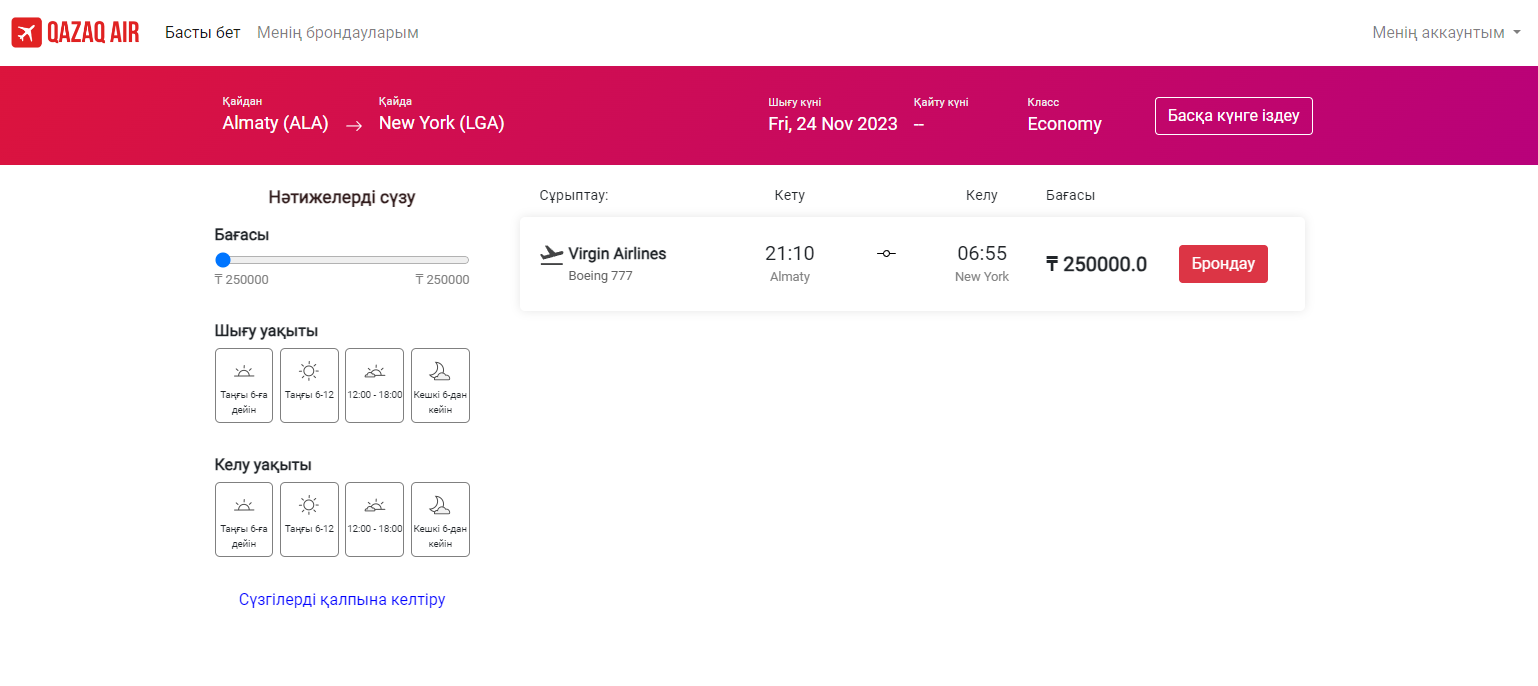 QAZAQ AIR Басты бет Менің брондауларым Менің аккаунтым
Қайдан Қайда Шығу күні Қайту күні Класс
Almaty (ALA) → New York (LGA) Fri, 24 Nov 2023 -- Economy Басқа күнге іздеу
Нәтижелерді сүзу
Бағасы
₸ 250000 ₸ 250000
Шығу уақыты
Таңғы 6-ға дейін
Таңғы 6-12
12:00 - 18:00
Кешкі 6-дан кейін
Келу уақыты
Таңғы 6-ға дейін
Таңғы 6-12
12:00 - 18:00
Кешкі 6-дан кейін
Сүзгілерді қалпына келтіру
Сұрыптау: Кету Келу Бағасы
Virgin Airlines 21:10 06:55 ₸ 250000.0 Брондау
Boeing 777 Almaty New York